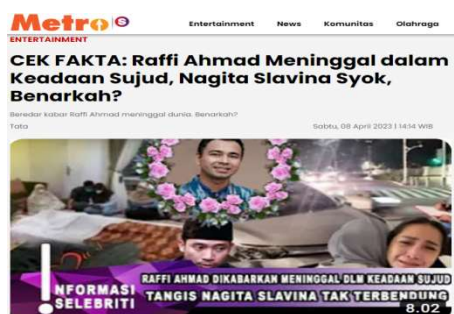 Metro
Entertainment News Komunitas Olahraga
ENTERTAINMENT
CEK FAKTA: Raffi Ahmad Meninggal dalam
Keadaan Sujud, Nagita Slavina Syok,
Benarkah?
Beredar kabar Raffi Ahmad meninggal dunia. Benarkah?
Tata
Sabtu, 08 April 2023 | 14:14 WIB
NFORMASI
SELEBRITI
RAFFI AHMAD DIKABARKAN MENINGGAL DLM KEADAAN SUJUD
TANGIS NAGITA SLAVINA TAK TERBENDUNG
8.02